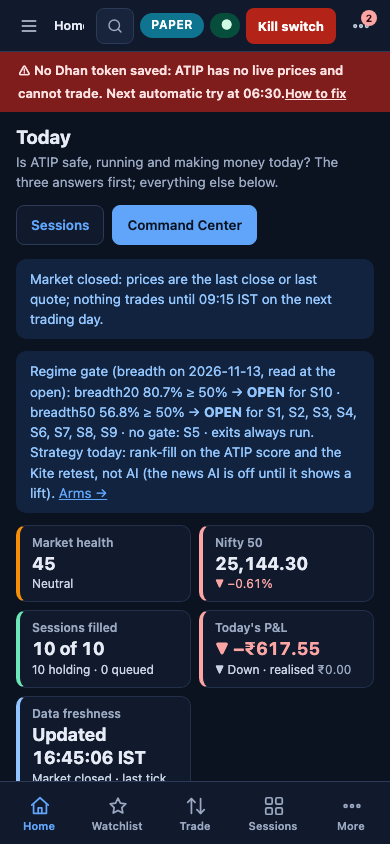 Home
PAPER
Kill switch
2
⚠ No Dhan token saved: ATIP has no live prices and
cannot trade. Next automatic try at 06:30.How to fix
Today
Is ATIP safe, running and making money today? The
three answers first; everything else below.
Sessions
Command Center
Market closed: prices are the last close or last
quote; nothing trades until 09:15 IST on the next
trading day.
Regime gate (breadth on 2026-11-13, read at the
open): breadth20 80.7% ≥ 50% → OPEN for S10 ·
breadth50 56.8% ≥ 50% → OPEN for S1, S2, S3, S4,
S6, S7, S8, S9 · no gate: S5 · exits always run.
Strategy today: rank-fill on the ATIP score and the
Kite retest, not AI (the news AI is off until it shows a
lift). Arms →
Market health
45
Neutral
Nifty 50
25,144.30
▼ −0.61%
Sessions filled
10 of 10
10 holding · 0 queued
Today's P&L
▼ −₹617.55
▼ Down · realised ₹0.00
Data freshness
Updated
16:45:06 IST
Market closed · last tick
Home
Watchlist
Trade
Sessions
More